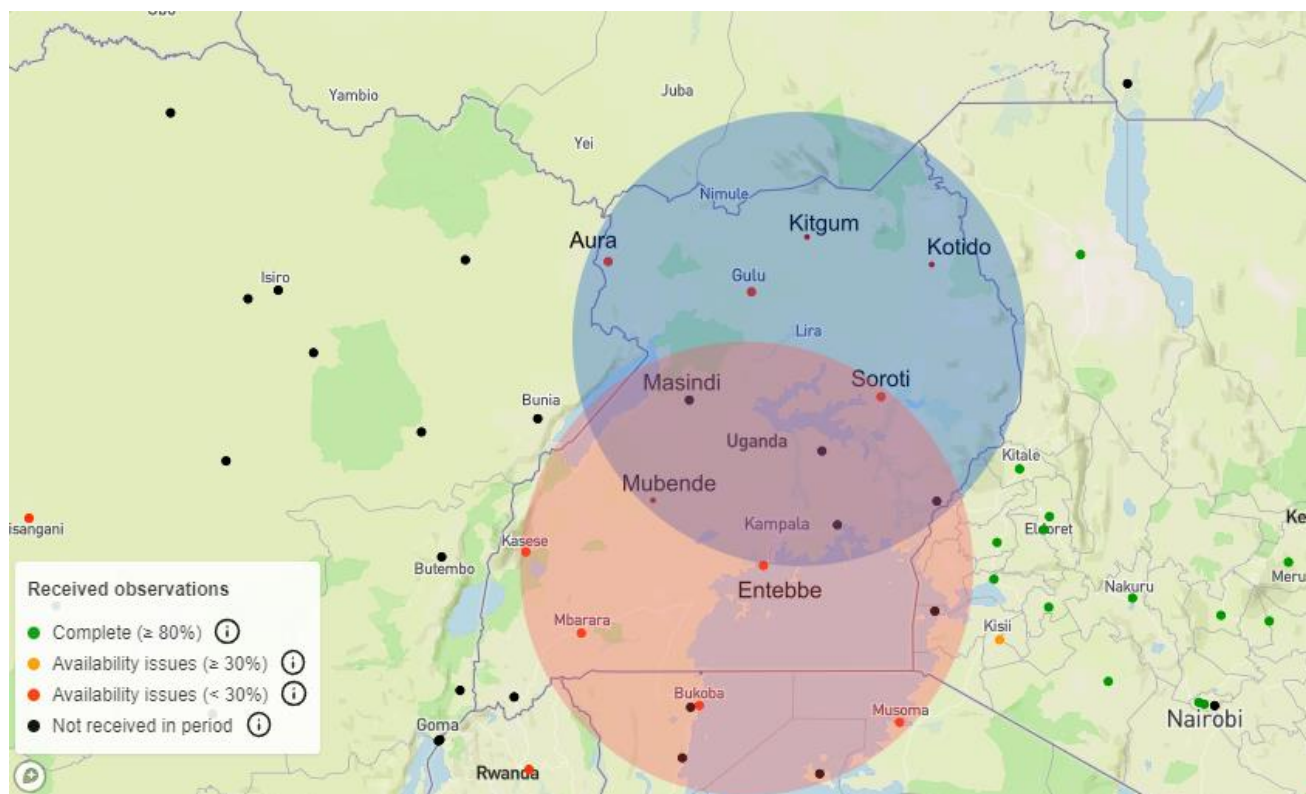 Yambio
Juba
Yei
Nimule
Kitgum
Aura
Kotido
Isiro
Gulu
Lira
Masindi
Soroti
Bunia
Uganda
Kitale
Mubende
isangani
Kampala
Eldoret
Ke
Kasese
Butembo
Meru
Entebbe
Nakuru
Mbarara
Kisii
Bukoba
Musoma
Goma
Nairobi
Rwanda
Received observations
Complete (≥ 80%)
Availability issues (≥ 30%)
Availability issues (< 30%)
Not received in period